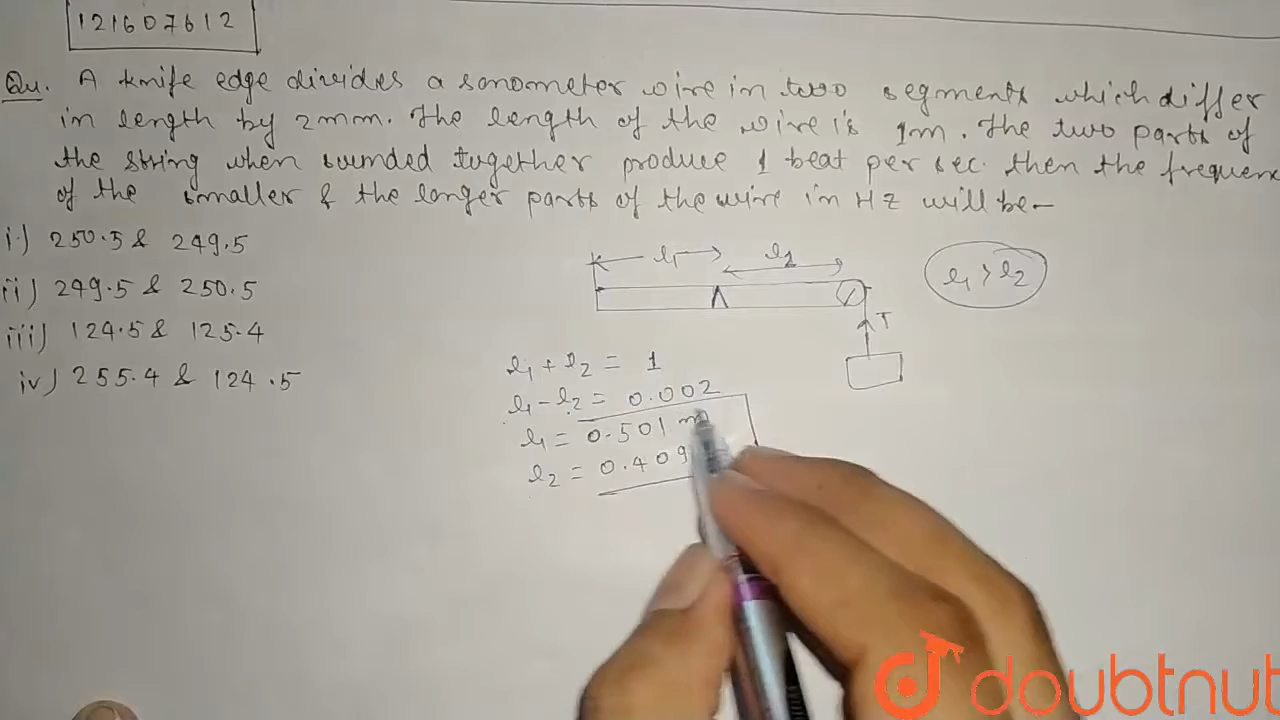 121607612
Qu. A knife edge divides a sonometer wire in two segments which differ
in length by 2mm. The length of the wire is 1m. The two parts of
the string when sounded together produce 1 beat per sec. then the frequen
of the smaller & the longer parts of the wire in HZ will be-
i) 250.5 & 249.5
ii) 249.5 & 250.5
iii) 124.5 & 125.4
iv) 255.4 & 124.5
l1 l2
l1 > l2
T
l1 + l2 = 1
l1 - l2 = 0.002
l1 = 0.501 m
l2 = 0.409
doubtnut